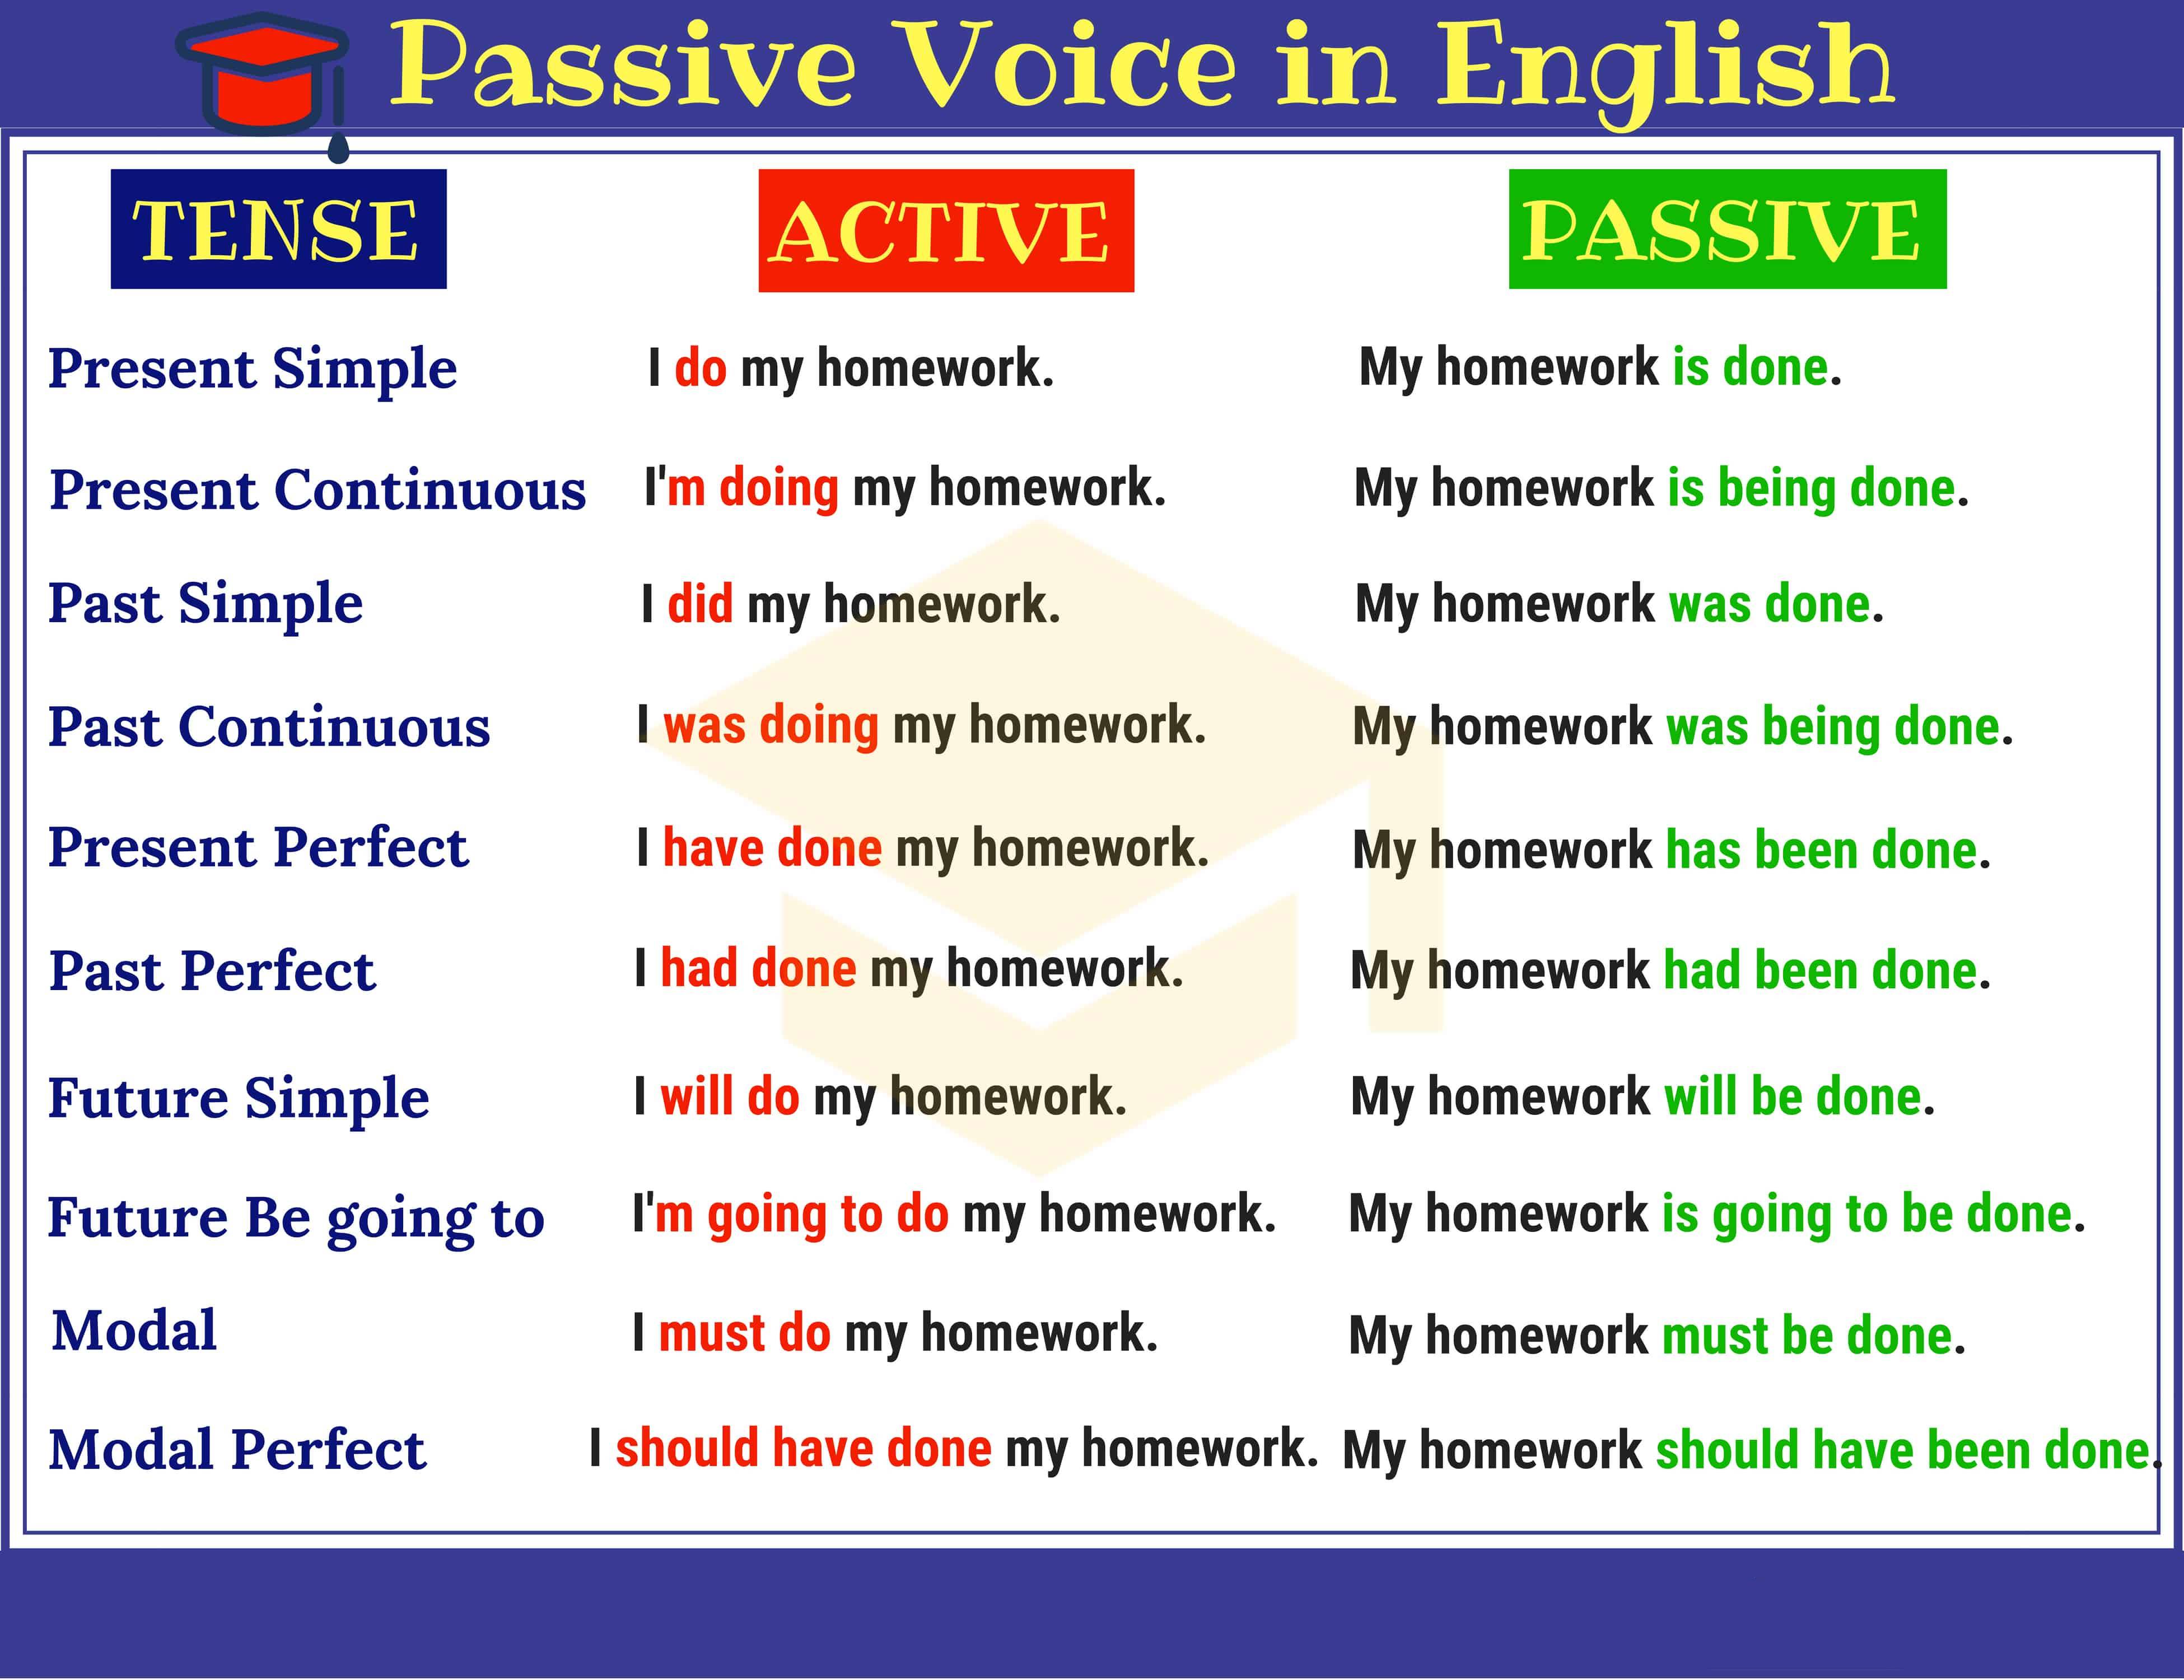 Passive Voice in English
TENSE ACTIVE PASSIVE
Present Simple I do my homework. My homework is done.
Present Continuous I'm doing my homework. My homework is being done.
Past Simple I did my homework. My homework was done.
Past Continuous I was doing my homework. My homework was being done.
Present Perfect I have done my homework. My homework has been done.
Past Perfect I had done my homework. My homework had been done.
Future Simple I will do my homework. My homework will be done.
Future Be going to I'm going to do my homework. My homework is going to be done.
Modal I must do my homework. My homework must be done.
Modal Perfect I should have done my homework. My homework should have been done.